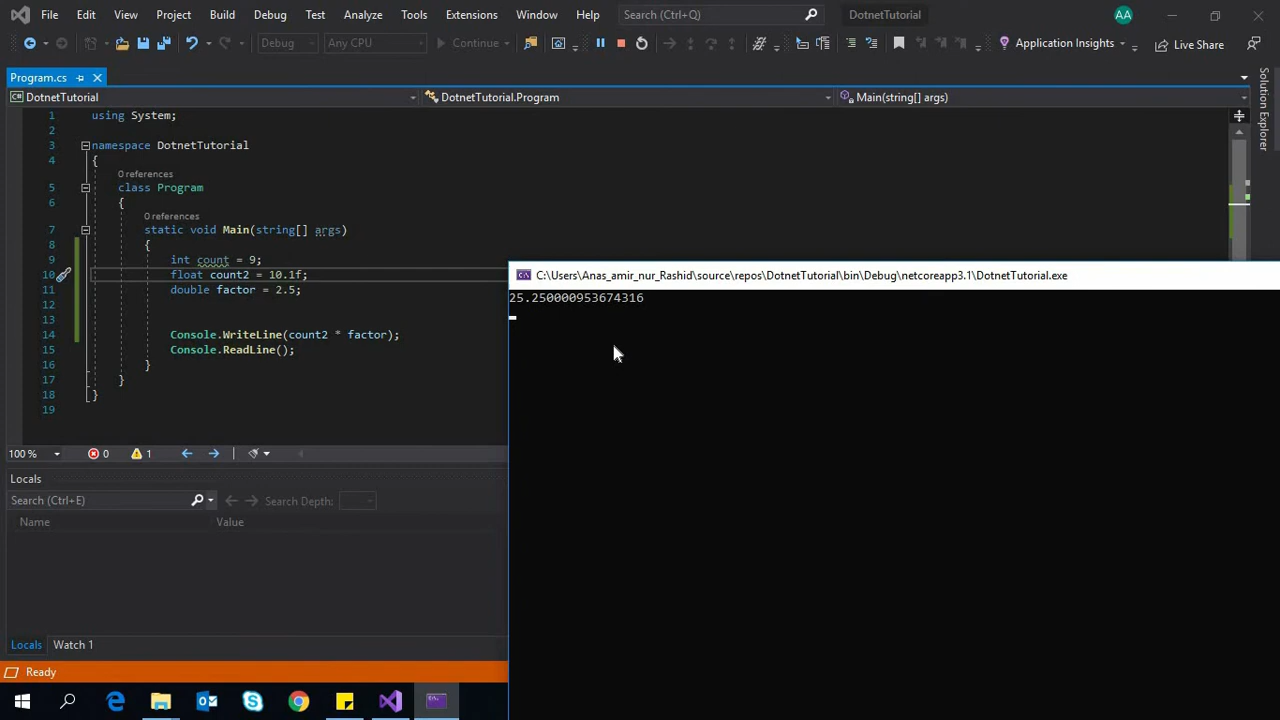 File Edit View Project Build Debug Test Analyze Tools Extensions Window Help Search (Ctrl+Q) DotnetTutorial AA
Debug Any CPU Continue Application Insights Live Share
Program.cs
DotnetTutorial DotnetTutorial.Program Main(string[] args)
1 using System;
2
3 namespace DotnetTutorial
4 {
0 references
5 class Program
6 {
0 references
7 static void Main(string[] args)
8 {
9 int count = 9;
10 float count2 = 10.1f;
11 double factor = 2.5;
12
13
14 Console.WriteLine(count2 * factor);
15 Console.ReadLine();
16 }
17 }
18 }
19
C:\Users\Anas_amir_nur_Rashid\source\repos\DotnetTutorial\bin\Debug\netcoreapp3.1\DotnetTutorial.exe
25.250000953674316
100 % 0 1
Locals
Search (Ctrl+E) Search Depth:
Name Value
Locals Watch 1
Ready
Solution Explorer